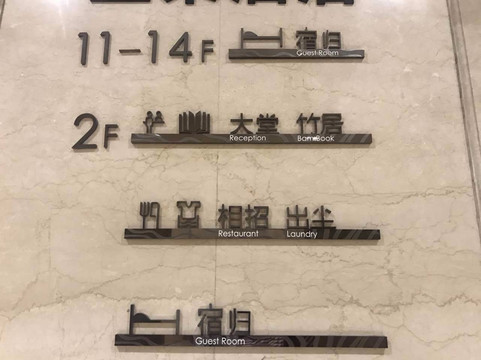 11-14F 宿归
Guest Room
2F 大堂 竹居
Reception BambBook
相招 出尘
Restaurant Laundry
宿归
Guest Room